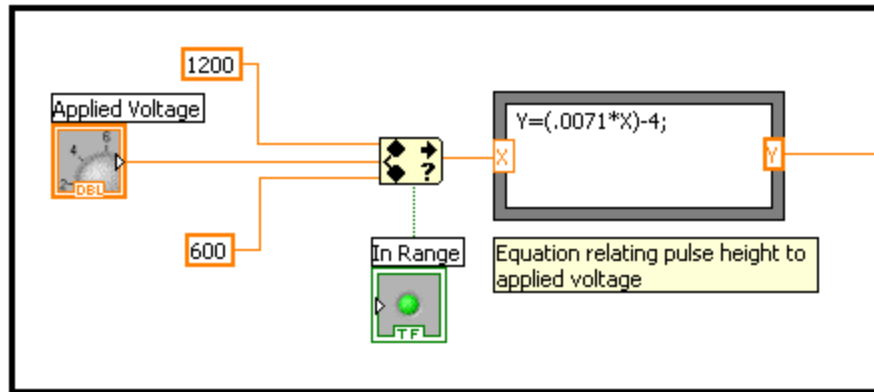 1200
Applied Voltage
6
4
2
DBL
600
?
In Range
TF
Y=(.0071*X)-4;
X
Y
Equation relating pulse height to
applied voltage